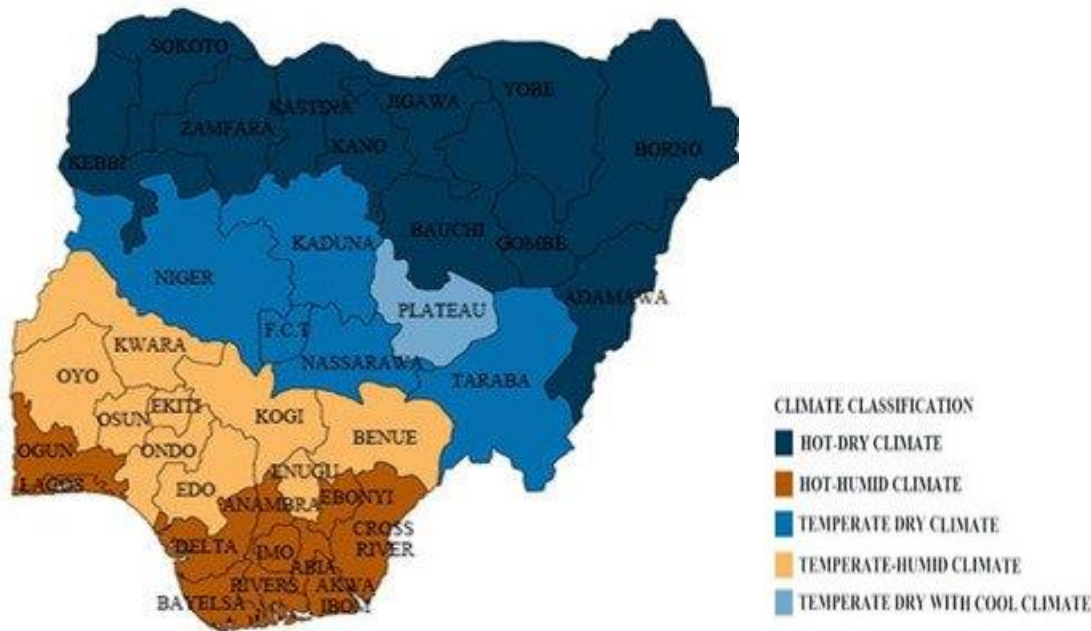 SOKOTO
YOBE
KASTINA
JIGAWA
ZAMFARA
KANO
BORNO
KEBBI
BAUCHI
GOMBE
KADUNA
NIGER
ADAMAWA
PLATEAU
F.C.T
KWARA
NASSARAWA
OYO
TARABA
EKITI
OSUN
KOGI
BENUE
OGUN
ONDO
ENUGU
LAGOS
EDO
ANAMBRA
EBONYI
CROSS
RIVER
DELTA
IMO
ABIA
RIVERS
AKWA
IBOM
BAYELSA
CLIMATE CLASSIFICATION
HOT-DRY CLIMATE
HOT-HUMID CLIMATE
TEMPERATE DRY CLIMATE
TEMPERATE-HUMID CLIMATE
TEMPERATE DRY WITH COOL CLIMATE